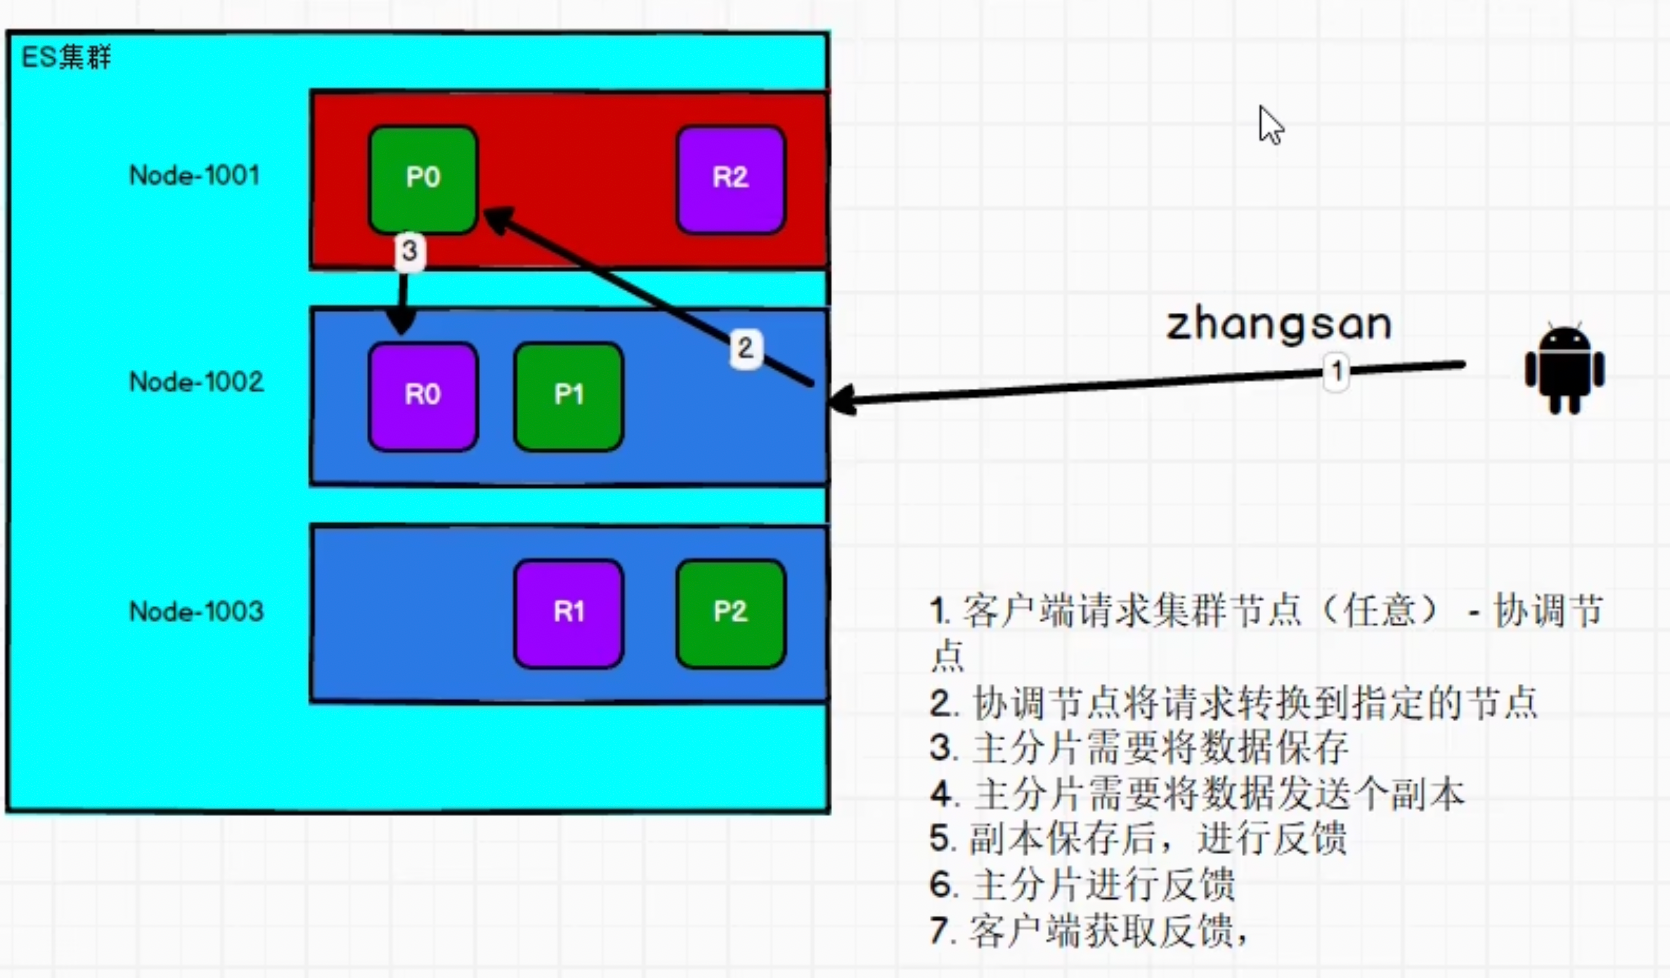 ES集群
Node-1001
P0
R2
3
2
Node-1002
R0
P1
zhangsan
1
Node-1003
R1
P2
1. 客户端请求集群节点（任意） - 协调节
点
2. 协调节点将请求转换到指定的节点
3. 主分片需要将数据保存
4. 主分片需要将数据发送个副本
5. 副本保存后，进行反馈
6. 主分片进行反馈
7. 客户端获取反馈，